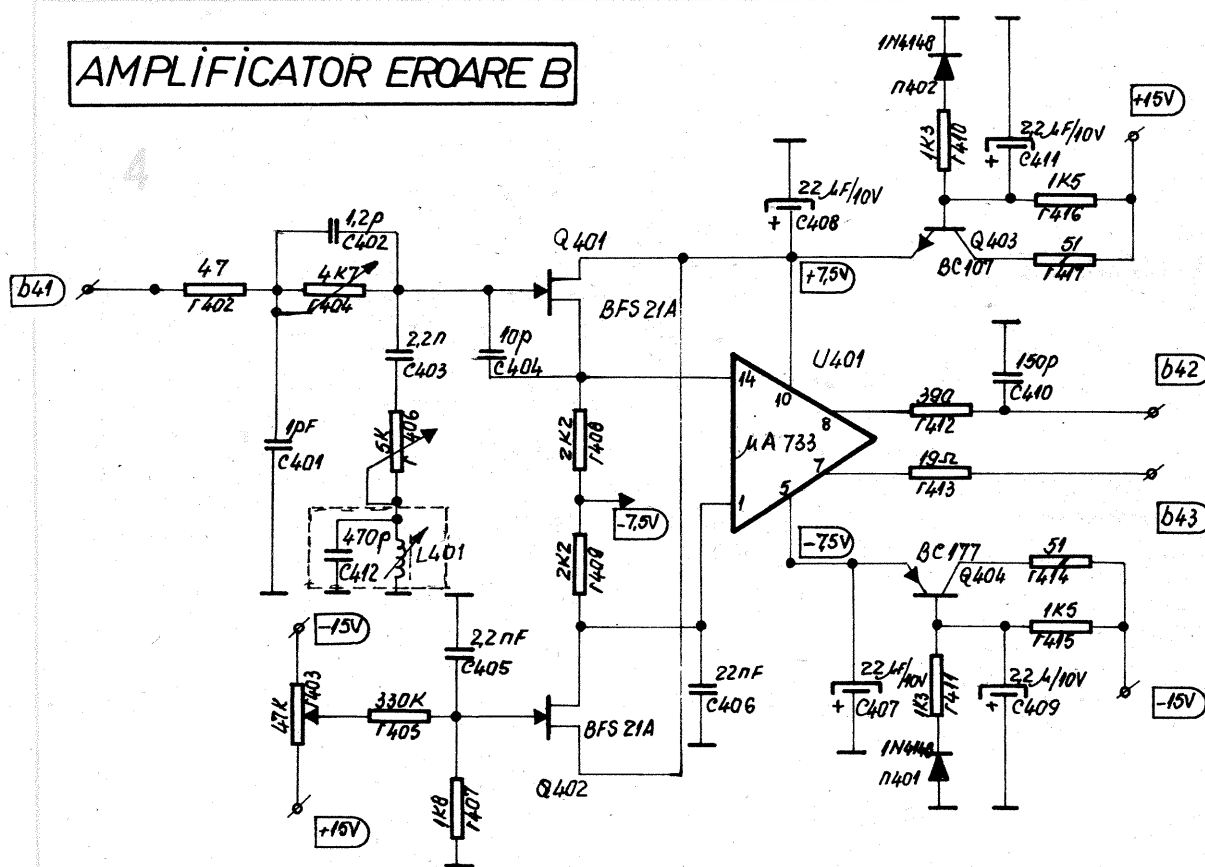 AMPLIFICATOR EROARE B
4
b41
47
r402
1,2p
C402
4K7
r404
2,2n
C403
5K
r406
1pF
C401
470p
C412
L401
Q401
BFS 21A
10p
C404
2K2
r408
-7,5V
2K2
r409
-15V
47K
r403
+15V
330K
r405
2,2nF
C405
1K8
r407
BFS 21A
Q402
22nF
C406
22µF/10V
+
C408
+7,5V
U401
14
10
8
µA 733
7
5
1
-7,5V
1N4148
n402
1K3
r410
22µF/10V
+
C411
+15V
1K5
r416
Q403
BC107
51
r417
150p
C410
b42
390
r412
19Ω
r413
b43
BC177
Q404
51
r414
1K5
r415
22µF/10V
+
C407
1K3
r411
22µ/10V
+
C409
-15V
1N4148
n401